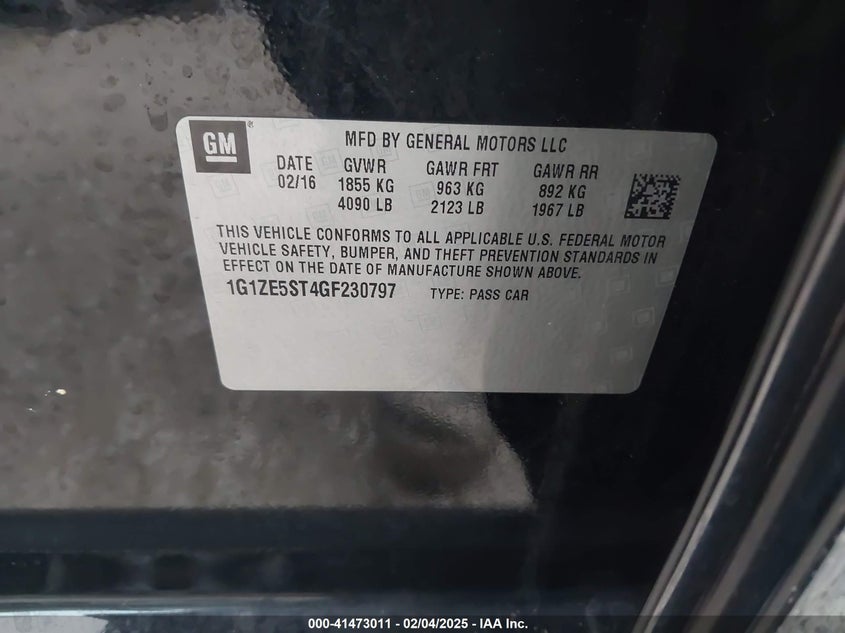 GM®
MFD BY GENERAL MOTORS LLC
DATE GVWR GAWR FRT GAWR RR
02/16 1855 KG 963 KG 892 KG
4090 LB 2123 LB 1967 LB
THIS VEHICLE CONFORMS TO ALL APPLICABLE U.S. FEDERAL MOTOR
VEHICLE SAFETY, BUMPER, AND THEFT PREVENTION STANDARDS IN
EFFECT ON THE DATE OF MANUFACTURE SHOWN ABOVE.
1G1ZE5ST4GF230797 TYPE: PASS CAR
000-41473011 - 02/04/2025 - IAA Inc.